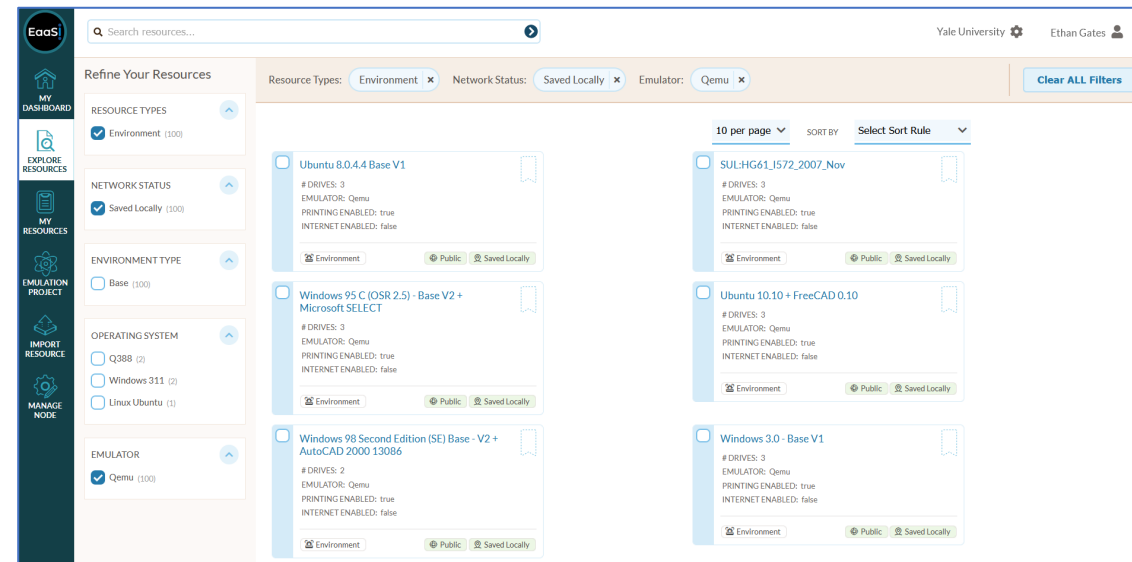 EaaSi
Search resources...
Yale University
Ethan Gates
MY
DASHBOARD
EXPLORE
RESOURCES
MY
RESOURCES
EMULATION
PROJECT
IMPORT
RESOURCE
MANAGE
NODE
Refine Your Resources
RESOURCE TYPES
Environment (100)
NETWORK STATUS
Saved Locally (100)
ENVIRONMENT TYPE
Base (100)
OPERATING SYSTEM
Q388 (2)
Windows 311 (2)
Linux Ubuntu (1)
EMULATOR
Qemu (100)
Resource Types: Environment × Network Status: Saved Locally × Emulator: Qemu ×
Clear ALL Filters
10 per page SORT BY Select Sort Rule
Ubuntu 8.0.4.4 Base V1
# DRIVES: 3
EMULATOR: Qemu
PRINTING ENABLED: true
INTERNET ENABLED: false
Environment Public Saved Locally
SUL:HG61_I572_2007_Nov
# DRIVES: 3
EMULATOR: Qemu
PRINTING ENABLED: true
INTERNET ENABLED: false
Environment Public Saved Locally
Windows 95 C (OSR 2.5) - Base V2 +
Microsoft SELECT
# DRIVES: 3
EMULATOR: Qemu
PRINTING ENABLED: true
INTERNET ENABLED: false
Environment Public Saved Locally
Ubuntu 10.10 + FreeCAD 0.10
# DRIVES: 3
EMULATOR: Qemu
PRINTING ENABLED: true
INTERNET ENABLED: false
Environment Public Saved Locally
Windows 98 Second Edition (SE) Base - V2 +
AutoCAD 2000 13086
# DRIVES: 2
EMULATOR: Qemu
PRINTING ENABLED: true
INTERNET ENABLED: false
Environment Public Saved Locally
Windows 3.0 - Base V1
# DRIVES: 3
EMULATOR: Qemu
PRINTING ENABLED: true
INTERNET ENABLED: false
Environment Public Saved Locally